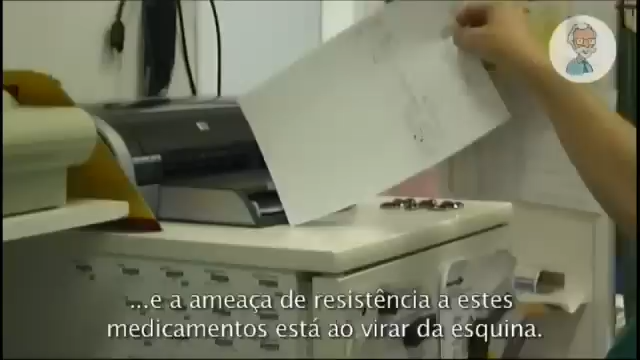 ...e a ameaça de resistência a estes
medicamentos está ao virar da esquina.